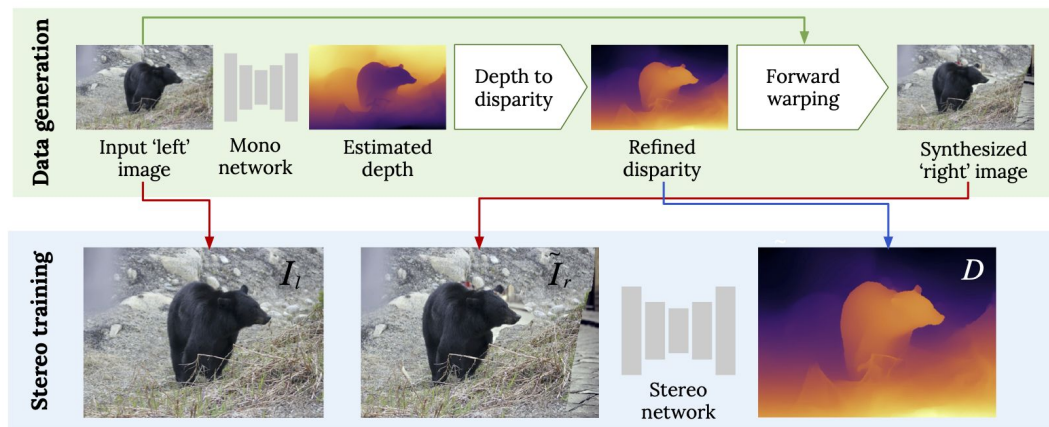 Data generation
Input ‘left’
image
Mono
network
Estimated
depth
Depth to
disparity
Refined
disparity
Forward
warping
Synthesized
‘right’ image
Stereo training
I_l
Ĩ_r
Stereo
network
D